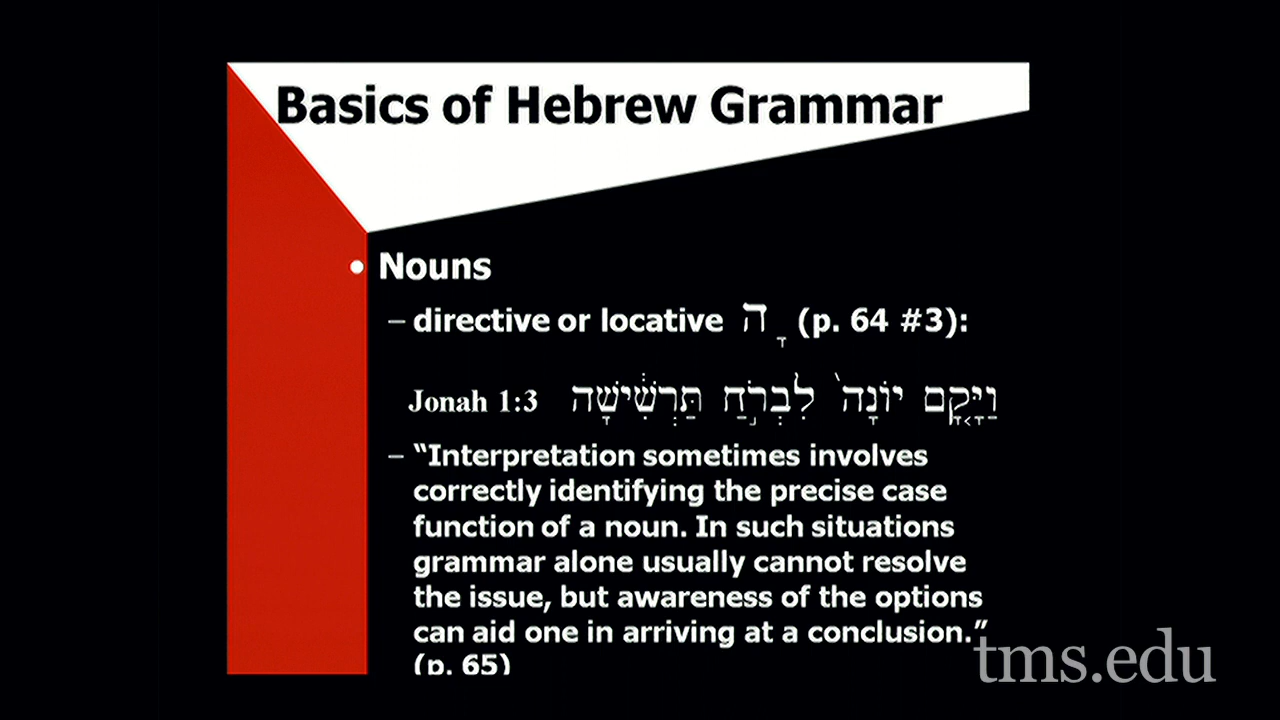 Basics of Hebrew Grammar
• Nouns
– directive or locative ־ָה (p. 64 #3):
Jonah 1:3 וַיָּ֤קָם יוֹנָה֙ לִבְרֹ֣חַ תַּרְשִׁ֔ישָׁה
– “Interpretation sometimes involves
correctly identifying the precise case
function of a noun. In such situations
grammar alone usually cannot resolve
the issue, but awareness of the options
can aid one in arriving at a conclusion.”
(p. 65)
tms.edu